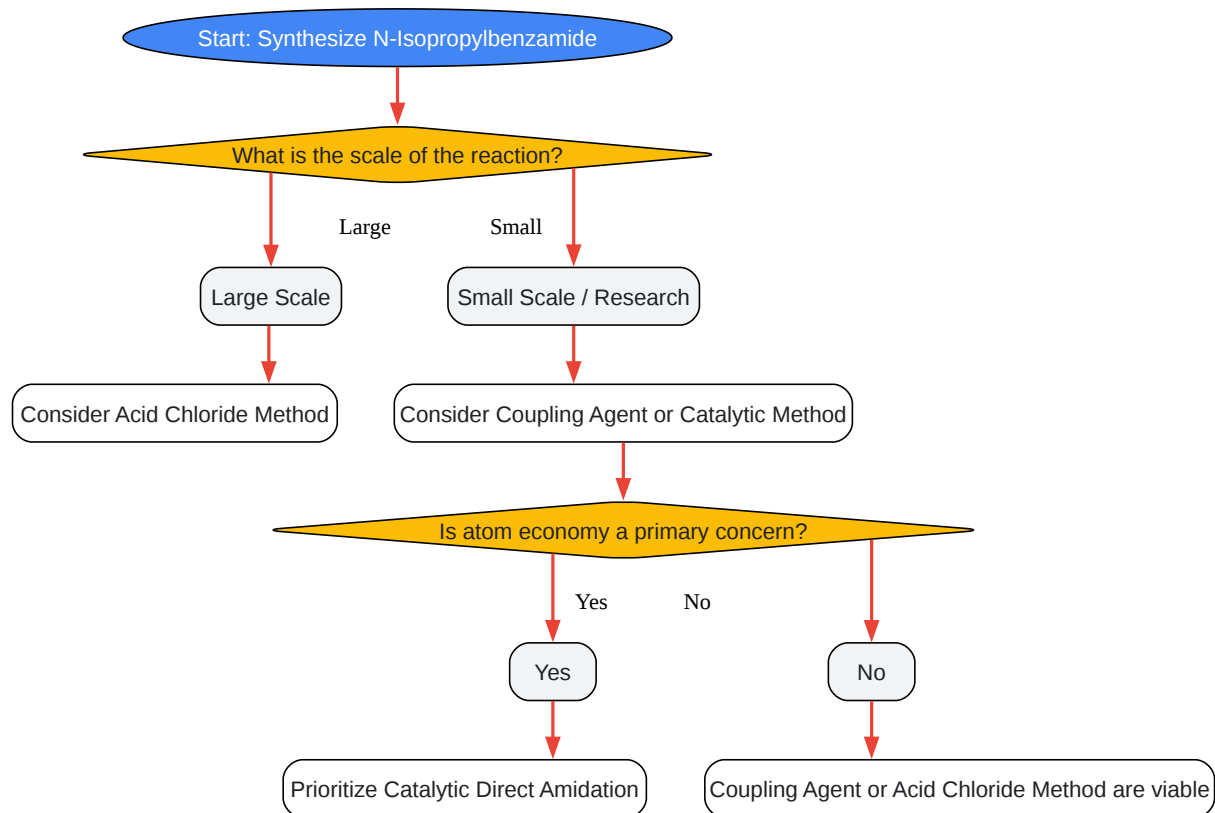 Start: Synthesize N-Isopropylbenzamide
What is the scale of the reaction?
Large
Small
Large Scale
Small Scale / Research
Consider Acid Chloride Method
Consider Coupling Agent or Catalytic Method
Is atom economy a primary concern?
Yes
No
Yes
No
Prioritize Catalytic Direct Amidation
Coupling Agent or Acid Chloride Method are viable